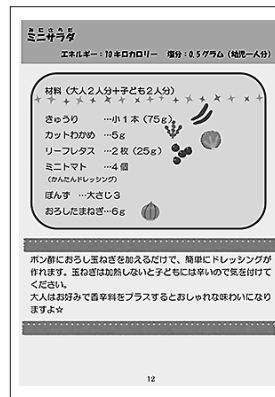 ミニサラダ
エネルギー:10キロカロリー 塩分:0.5グラム(幼児一人分)
材料(大人2人分+子ども2人分)
きゅうり …小1本(75g)
カットわかめ …5g
リーフレタス …2枚(25g)
ミニトマト …4個
(かんたんドレッシング)
ぽんず …大さじ3
おろしたまねぎ…6g
ポン酢におろし玉ねぎを加えるだけで、簡単にドレッシングが
作れます。玉ねぎは加熱しないと子どもには辛いので気を付けて
ください。
大人はお好みで香辛料をプラスするとおしゃれな味わいになり
ますよ☆
12